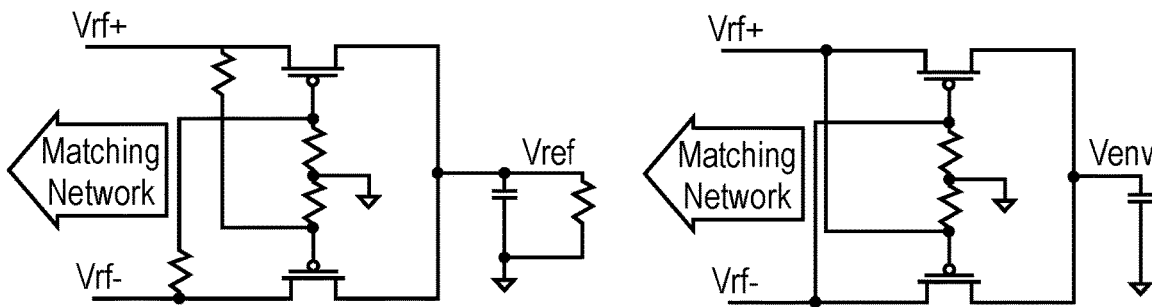 Vrf+
Matching
Network
Vref
Vrf-
Vrf+
Matching
Network
Venv
Vrf-